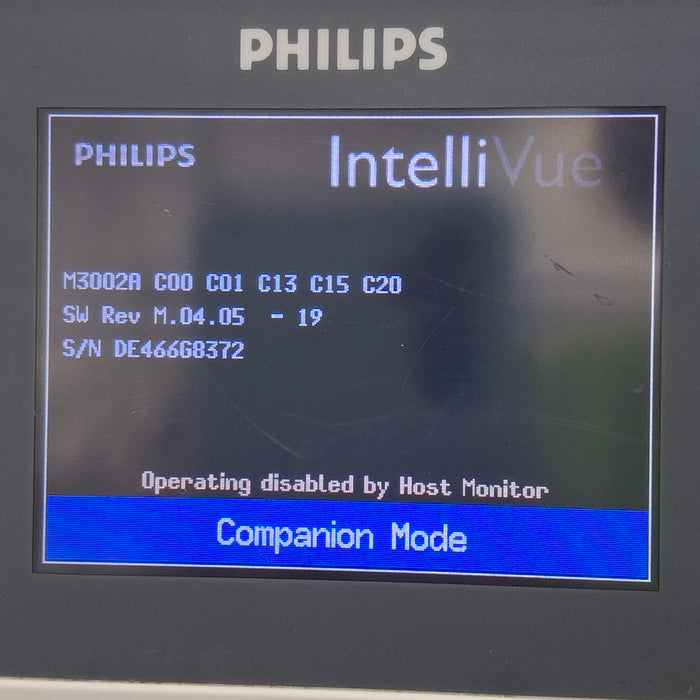 PHILIPS
PHILIPS IntelliVue
M3002A C00 C01 C13 C15 C20
SW Rev M.04.05 - 19
S/N DE466G8372
Operating disabled by Host Monitor
Companion Mode